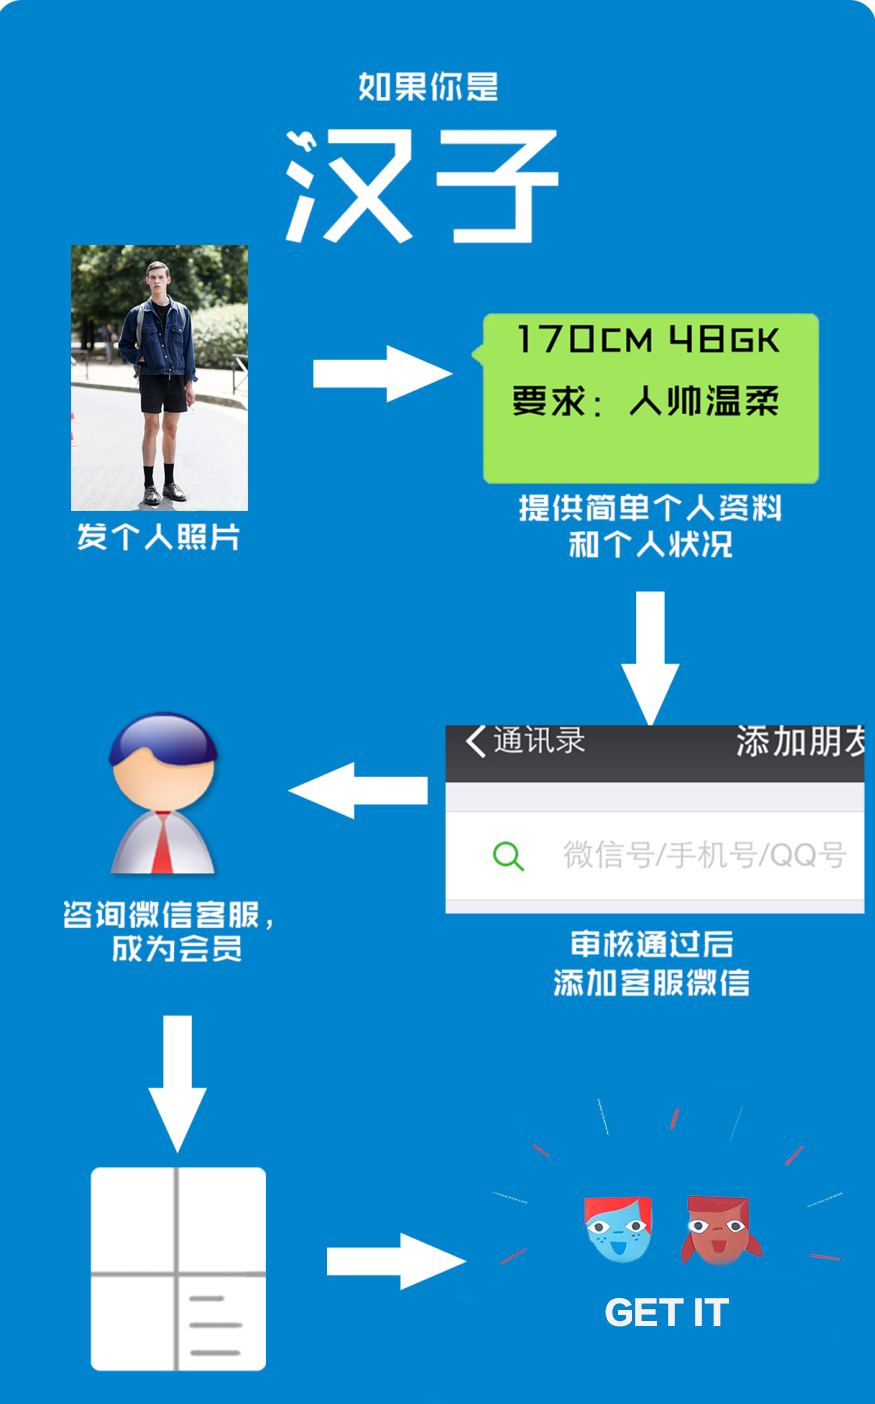 如果你是
汉子
170CM 48GK
要求：人帅温柔
发个人照片
提供简单个人资料
和个人状况
通讯录
添加朋友
微信号/手机号/QQ号
咨询微信客服，
成为会员
审核通过后
添加客服微信
GET IT